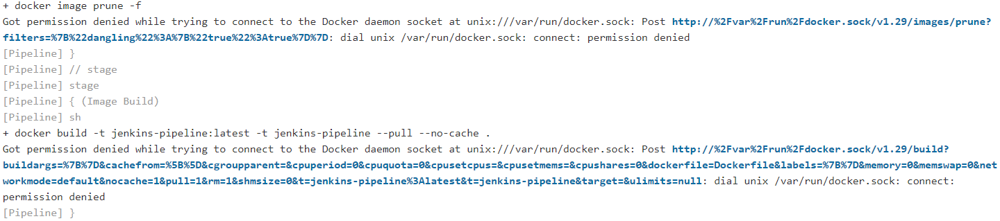 + docker image prune -f
Got permission denied while trying to connect to the Docker daemon socket at unix:///var/run/docker.sock: Post http://%2Fvar%2Frun%2Fdocker.sock/v1.29/images/prune?
filters=%7B%22dangling%22%3A%7B%22true%22%3Atrue%7D%7D: dial unix /var/run/docker.sock: connect: permission denied
[Pipeline] }
[Pipeline] // stage
[Pipeline] stage
[Pipeline] { (Image Build)
[Pipeline] sh
+ docker build -t jenkins-pipeline:latest -t jenkins-pipeline --pull --no-cache .
Got permission denied while trying to connect to the Docker daemon socket at unix:///var/run/docker.sock: Post http://%2Fvar%2Frun%2Fdocker.sock/v1.29/build?
buildargs=%7B%7D&cachefrom=%5B%5D&cgroupparent=&cpuperiod=0&cpuquota=0&cpusetcpus=&cpusetmems=&cpushares=0&dockerfile=Dockerfile&labels=%7B%7D&memory=0&memswap=0&net
workmode=default&nocache=1&pull=1&rm=1&shmsize=0&t=jenkins-pipeline%3Alatest&t=jenkins-pipeline&target=&ulimits=null: dial unix /var/run/docker.sock: connect:
permission denied
[Pipeline] }